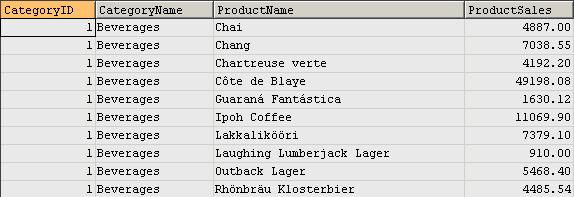 CategoryID CategoryName ProductName ProductSales
1 Beverages Chai 4887.00
1 Beverages Chang 7038.55
1 Beverages Chartreuse verte 4192.20
1 Beverages Côte de Blaye 49198.08
1 Beverages Guaraná Fantástica 1630.12
1 Beverages Ipoh Coffee 11069.90
1 Beverages Lakkalikööri 7379.10
1 Beverages Laughing Lumberjack Lager 910.00
1 Beverages Outback Lager 5468.40
1 Beverages Rhönbräu Klosterbier 4485.54